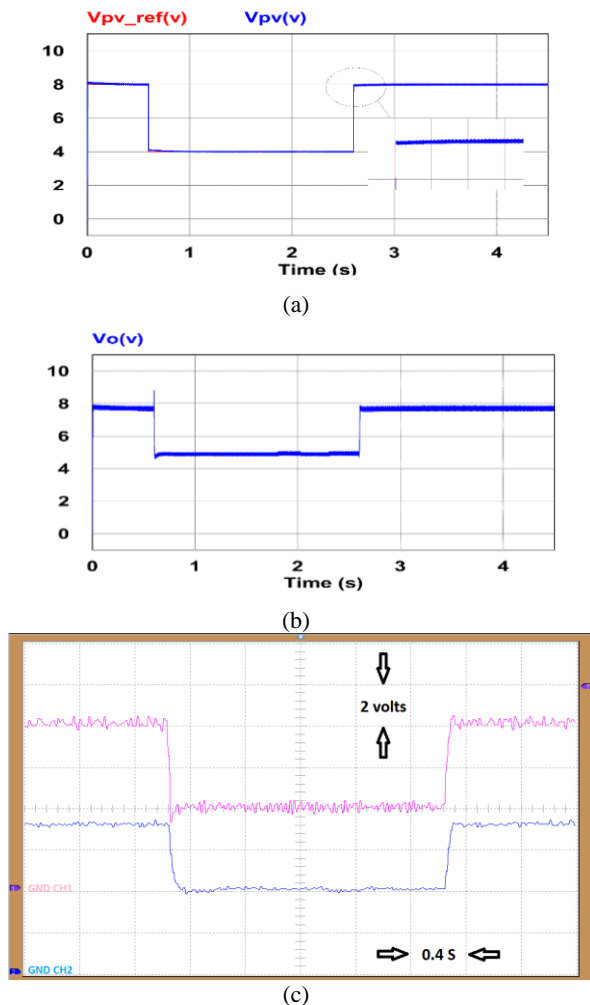 Vpv_ref(v) Vpv(v)
10
8
6
4
2
0
0 1 2 3 4
Time (s)
(a)
Vo(v)
10
8
6
4
2
0
0 1 2 3 4
Time (s)
(b)
2 volts
GND CH1
0.4 S
GND CH2
(c)